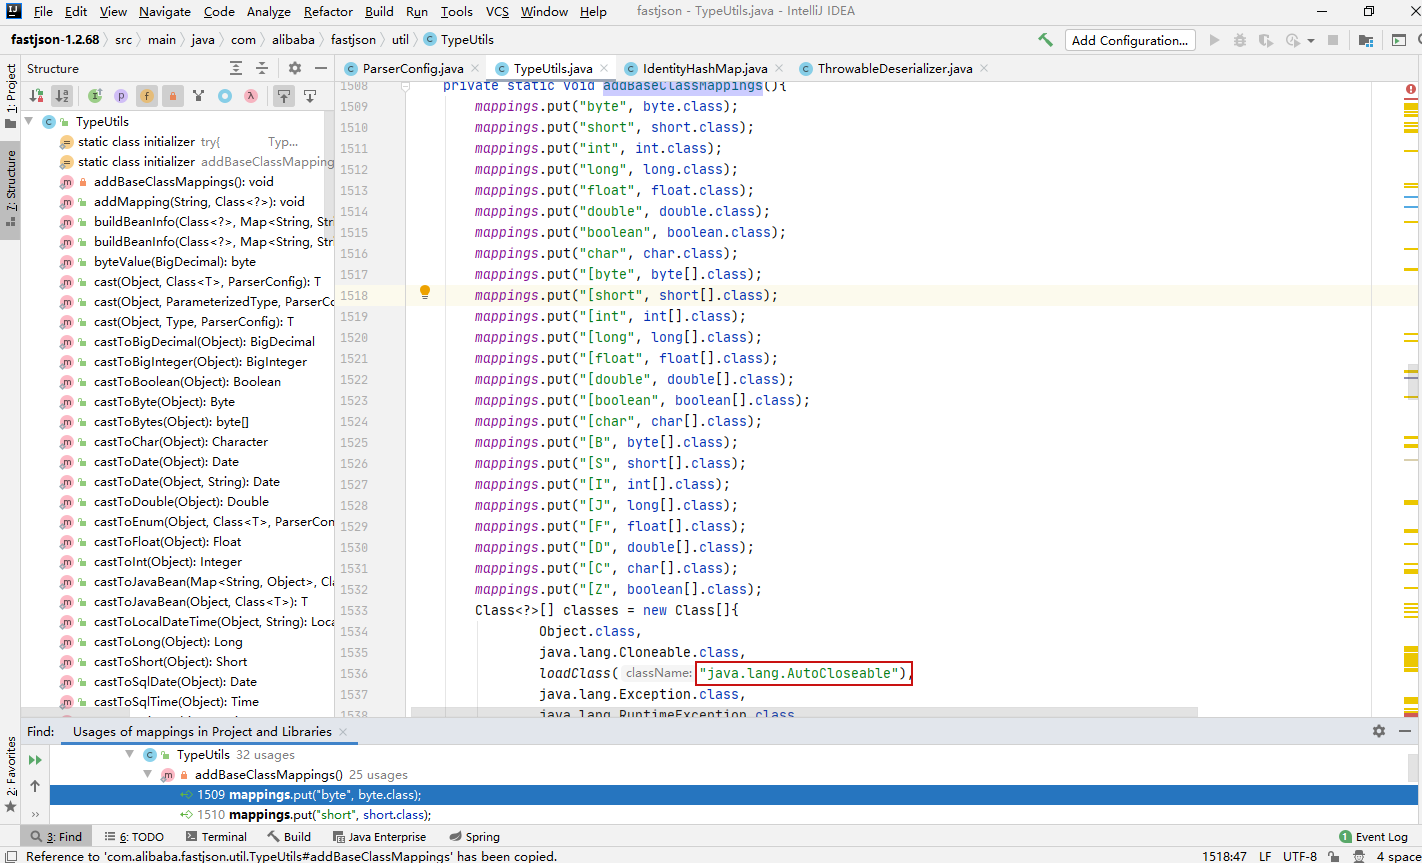 File Edit View Navigate Code Analyze Refactor Build Run Tools VCS Window Help fastjson - TypeUtils.java - IntelliJ IDEA
fastjson-1.2.68 src main java com alibaba fastjson util TypeUtils Add Configuration...
1: Project
7: Structure
2: Favorites
Structure
ParserConfig.java TypeUtils.java IdentityHashMap.java ThrowableDeserializer.java
TypeUtils
static class initializer try{ Typ...
static class initializer addBaseClassMapping
addBaseClassMappings(): void
addMapping(String, Class<?>): void
buildBeanInfo(Class<?>, Map<String, Str
buildBeanInfo(Class<?>, Map<String, Str
byteValue(BigDecimal): byte
cast(Object, Class<T>, ParserConfig): T
cast(Object, ParameterizedType, ParserCo
cast(Object, Type, ParserConfig): T
castToBigDecimal(Object): BigDecimal
castToBigInteger(Object): BigInteger
castToBoolean(Object): Boolean
castToByte(Object): Byte
castToBytes(Object): byte[]
castToChar(Object): Character
castToDate(Object): Date
castToDate(Object, String): Date
castToDouble(Object): Double
castToEnum(Object, Class<T>, ParserCon
castToFloat(Object): Float
castToInt(Object): Integer
castToJavaBean(Map<String, Object>, Cla
castToJavaBean(Object, Class<T>): T
castToLocalDateTime(Object, String): Loca
castToLong(Object): Long
castToShort(Object): Short
castToSqlDate(Object): Date
castToSqlTime(Object): Time
1508 private static void addBaseClassMappings(){
1509 mappings.put("byte", byte.class);
1510 mappings.put("short", short.class);
1511 mappings.put("int", int.class);
1512 mappings.put("long", long.class);
1513 mappings.put("float", float.class);
1514 mappings.put("double", double.class);
1515 mappings.put("boolean", boolean.class);
1516 mappings.put("char", char.class);
1517 mappings.put("[byte", byte[].class);
1518 mappings.put("[short", short[].class);
1519 mappings.put("[int", int[].class);
1520 mappings.put("[long", long[].class);
1521 mappings.put("[float", float[].class);
1522 mappings.put("[double", double[].class);
1523 mappings.put("[boolean", boolean[].class);
1524 mappings.put("[char", char[].class);
1525 mappings.put("[B", byte[].class);
1526 mappings.put("[S", short[].class);
1527 mappings.put("[I", int[].class);
1528 mappings.put("[J", long[].class);
1529 mappings.put("[F", float[].class);
1530 mappings.put("[D", double[].class);
1531 mappings.put("[C", char[].class);
1532 mappings.put("[Z", boolean[].class);
1533 Class<?>[] classes = new Class[]{
1534 Object.class,
1535 java.lang.Cloneable.class,
1536 loadClass( className: "java.lang.AutoCloseable"),
1537 java.lang.Exception.class,
1538 java.lang.RuntimeException.class
Find: Usages of mappings in Project and Libraries
TypeUtils 32 usages
addBaseClassMappings() 25 usages
1509 mappings.put("byte", byte.class);
1510 mappings.put("short", short.class);
3: Find 6: TODO Terminal Build Java Enterprise Spring 1 Event Log
Reference to 'com.alibaba.fastjson.util.TypeUtils#addBaseClassMappings' has been copied. 1518:47 LF UTF-8 4 space